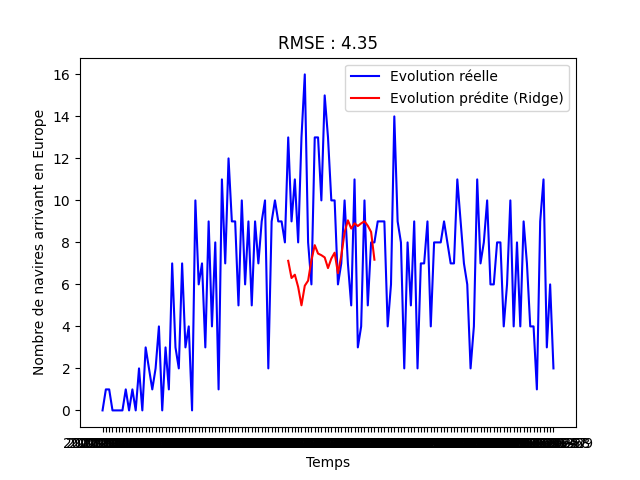 RMSE : 4.35
Evolution réelle
Evolution prédite (Ridge)
Nombre de navires arrivant en Europe
16
14
12
10
8
6
4
2
0
Temps